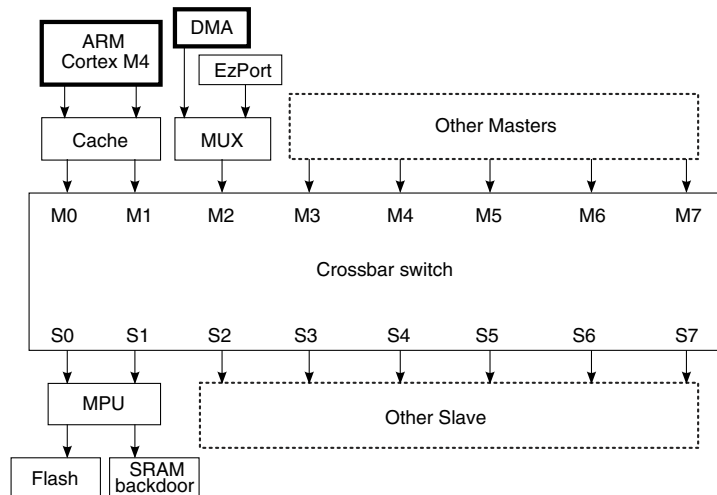 ARM
Cortex M4
DMA
EzPort
Cache
MUX
Other Masters
M0 M1 M2 M3 M4 M5 M6 M7
Crossbar switch
S0 S1 S2 S3 S4 S5 S6 S7
MPU
Other Slave
Flash
SRAM
backdoor